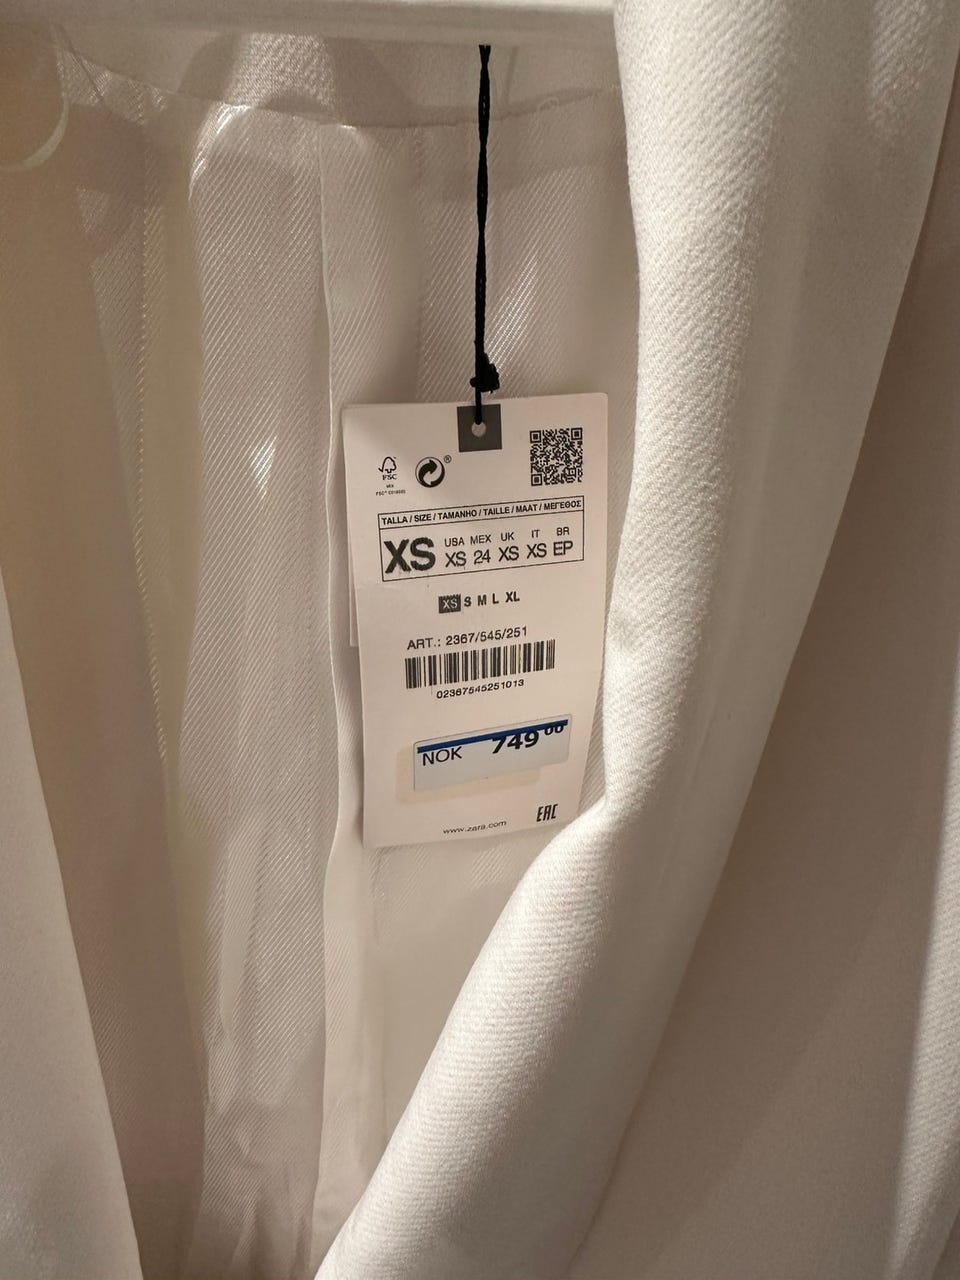 FSC
®
TALLA / SIZE / TAMANHO / TAILLE / MAAT / ΜΕΓΕΘΟΣ
XS
USA MEX UK IT BR
XS 24 XS XS EP
XS S M L XL
ART.: 2367/545/251
02367545251013
NOK 749 00
www.zara.com
EAC